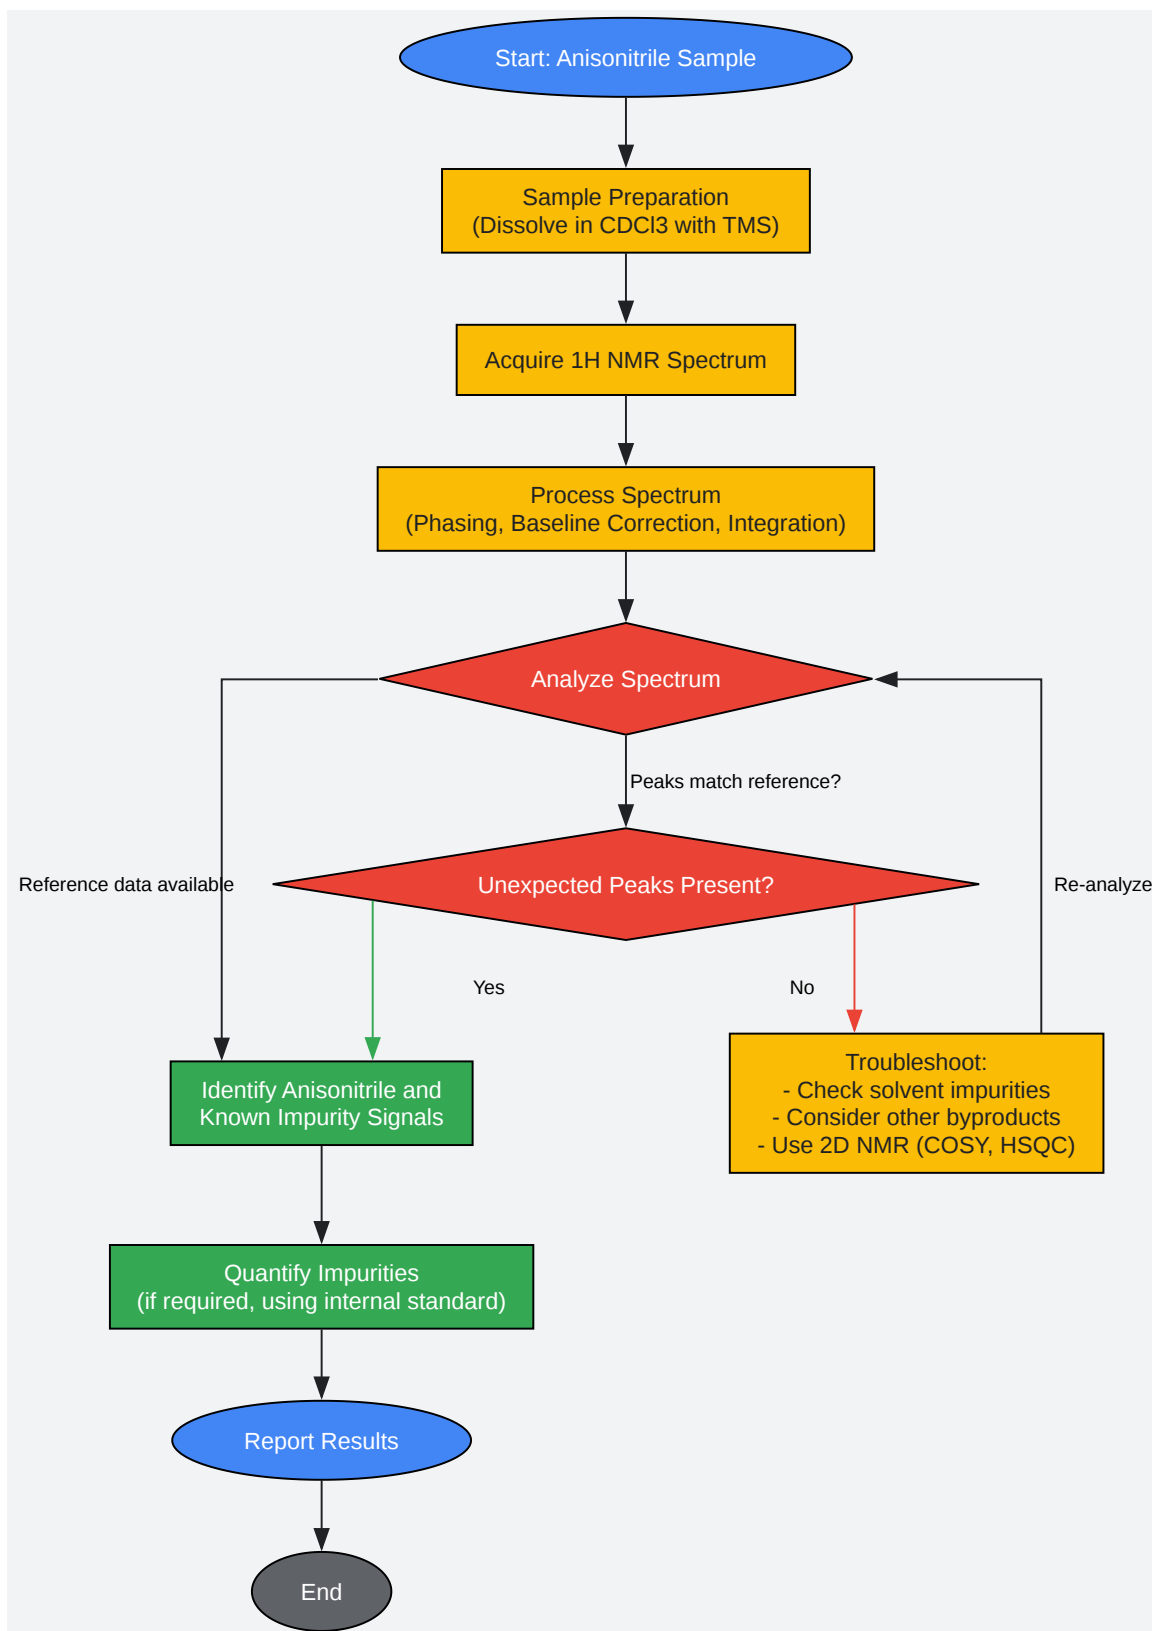 Start: Anisonitrile Sample
Sample Preparation
(Dissolve in CDCl3 with TMS)
Acquire 1H NMR Spectrum
Process Spectrum
(Phasing, Baseline Correction, Integration)
Analyze Spectrum
Peaks match reference?
Reference data available
Unexpected Peaks Present?
Re-analyze
Yes
No
Identify Anisonitrile and
Known Impurity Signals
Troubleshoot:
- Check solvent impurities
- Consider other byproducts
- Use 2D NMR (COSY, HSQC)
Quantify Impurities
(if required, using internal standard)
Report Results
End